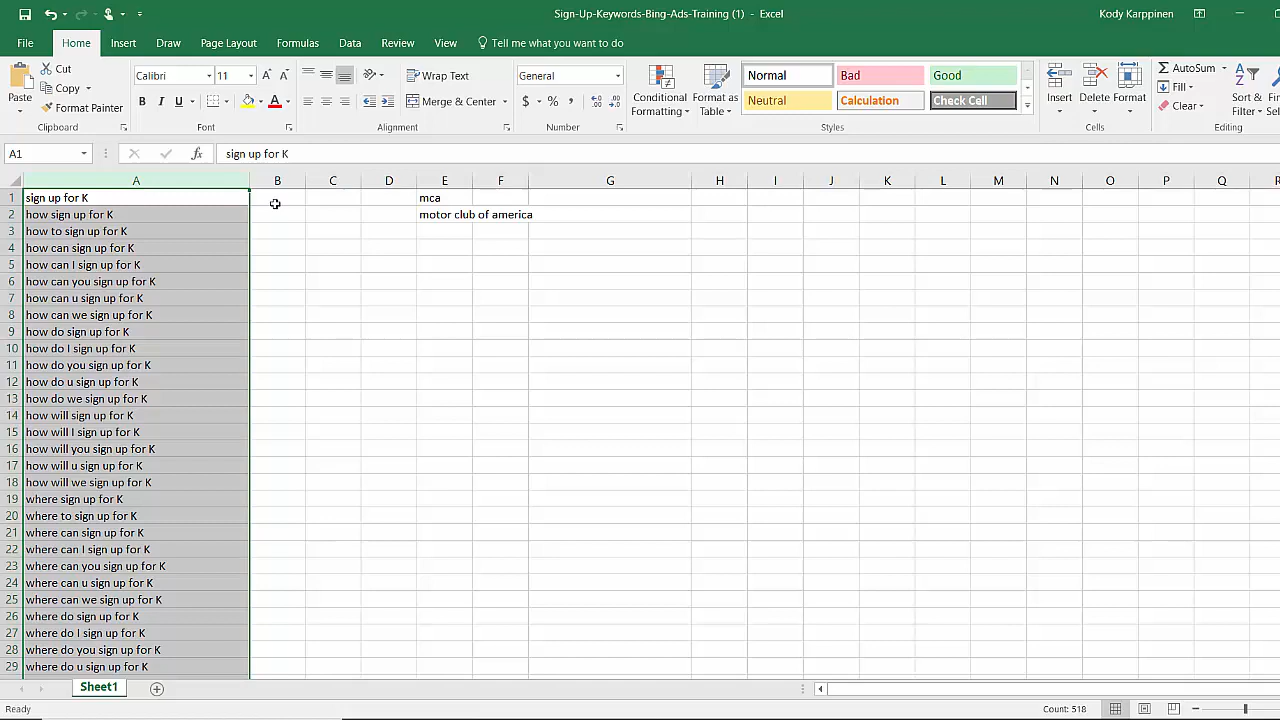 Sign-Up-Keywords-Bing-Ads-Training (1) - Excel
Kody Karppinen
File Home Insert Draw Page Layout Formulas Data Review View Tell me what you want to do
Paste
Cut
Copy
Format Painter
Clipboard
Calibri 11
B I U
Font
Wrap Text
Merge & Center
Alignment
General
$ % ,
Number
Conditional Formatting
Format as Table
Normal Bad Good
Neutral Calculation Check Cell
Styles
Insert Delete Format
Cells
AutoSum
Fill
Clear
Sort &
Filter
Editing
A1 fx sign up for K
A B C D E F G H I J K L M N O P Q R
1 sign up for K mca
2 how sign up for K motor club of america
3 how to sign up for K
4 how can sign up for K
5 how can I sign up for K
6 how can you sign up for K
7 how can u sign up for K
8 how can we sign up for K
9 how do sign up for K
10 how do I sign up for K
11 how do you sign up for K
12 how do u sign up for K
13 how do we sign up for K
14 how will sign up for K
15 how will I sign up for K
16 how will you sign up for K
17 how will u sign up for K
18 how will we sign up for K
19 where sign up for K
20 where to sign up for K
21 where can sign up for K
22 where can I sign up for K
23 where can you sign up for K
24 where can u sign up for K
25 where can we sign up for K
26 where do sign up for K
27 where do I sign up for K
28 where do you sign up for K
29 where do u sign up for K
Sheet1
Ready
Count: 518